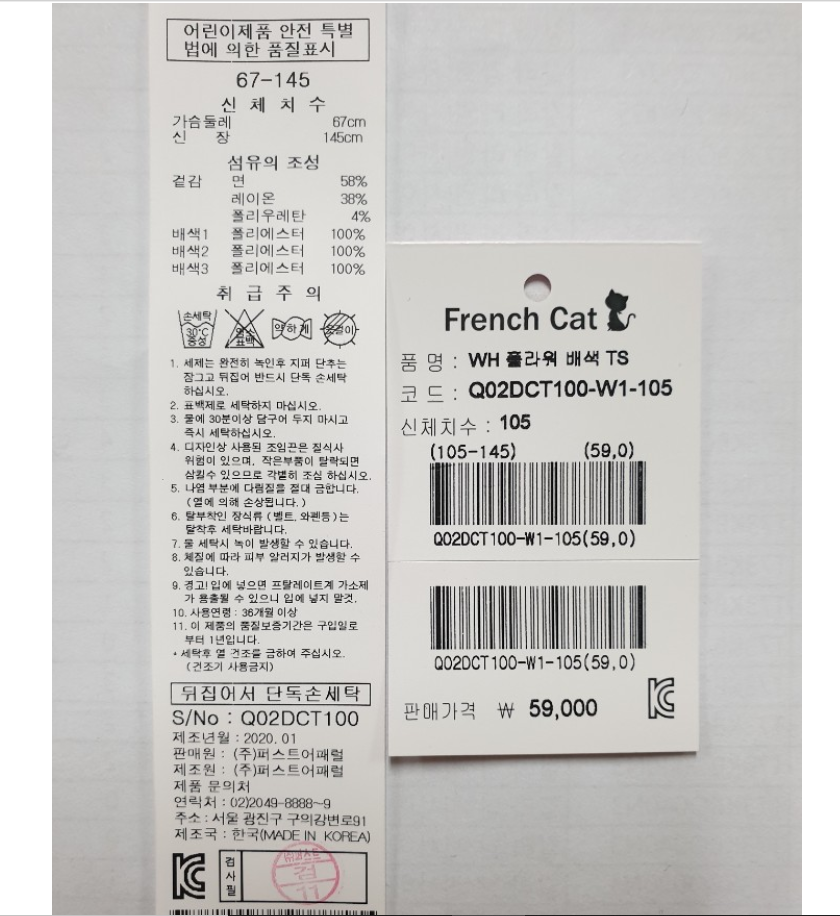 어린이제품 안전 특별
법에 의한 품질표시
67-145
신 체 치 수
가슴둘레 67cm
신 장 145cm
섬유의 조성
겉감 면 58%
레이온 38%
폴리우레탄 4%
배색1 폴리에스터 100%
배색2 폴리에스터 100%
배색3 폴리에스터 100%
취 급 주 의
손세탁
30°C
중성
염소
표백
약하게
옷걸이
1. 세제는 완전히 녹인후 지퍼 단추는
잠그고 뒤집어 반드시 단독 손세탁
하십시오.
2. 표백제로 세탁하지 마십시오.
3. 물에 30분이상 담구어 두지 마시고
즉시 세탁하십시오.
4. 디자인상 사용된 조임끈은 질식사
위험이 있으며, 작은부품이 탈락되면
삼킬수 있으므로 각별히 조심 하십시오.
5. 나염 부분에 다림질을 절대 금합니다.
(열에 의해 손상됩니다.)
6. 탈부착인 장식류 (벨트, 와펜등)는
탈착후 세탁바랍니다.
7. 물 세탁시 녹이 발생할 수 있습니다.
8. 체질에 따라 피부 알러지가 발생할 수
있습니다.
9. 경고! 입에 넣으면 프탈레이트계 가소제
가 용출될 수 있으니 입에 넣지 말것.
10. 사용연령 : 36개월 이상
11. 이 제품의 품질보증기간은 구입일로
부터 1년입니다.
* 세탁후 열 건조를 금하여 주십시오.
(건조기 사용금지)
뒤집어서 단독손세탁
S/No : Q02DCT100
제조년월 : 2020. 01
판매원 : (주)퍼스트어패럴
제조원 : (주)퍼스트어패럴
제품 문의처
연락처 : 02)2049-8888~9
주소 : 서울 광진구 구의강변로91
제조국 : 한국(MADE IN KOREA)
검사필
검
11
French Cat
품 명 : WH 플라워 배색 TS
코 드 : Q02DCT100-W1-105
신체치수 : 105
(105-145) (59,0)
Q02DCT100-W1-105(59,0)
Q02DCT100-W1-105(59,0)
판매가격 ₩ 59,000